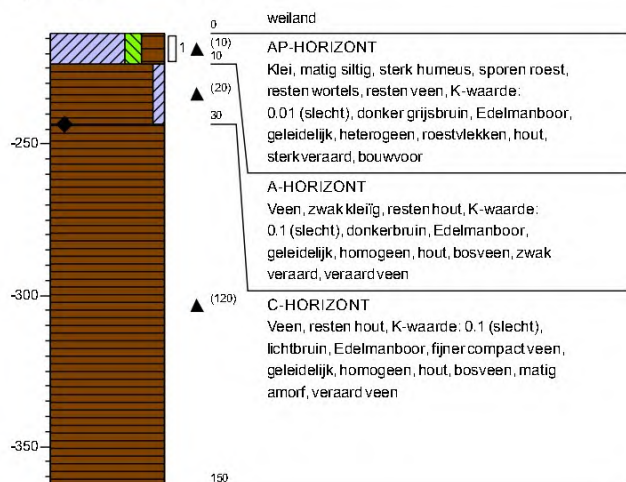 0
weiland
1
(10)
10
AP-HORIZONT
Klei, matig siltig, sterk humeus, sporen roest,
resten wortels, resten veen, K-waarde:
0.01 (slecht), donker grijsbruin, Edelmanboor,
geleidelijk, heterogeen, roestvlekken, hout,
sterkveraard, bouwvoor
(20)
30
-250
A-HORIZONT
Veen, zwak kleiïg, resten hout, K-waarde:
0.1 (slecht), donkerbruin, Edelmanboor,
geleidelijk, homogeen, hout, bosveen, zwak
veraard, veraard veen
-300
(120)
C-HORIZONT
Veen, resten hout, K-waarde: 0.1 (slecht),
lichtbruin, Edelmanboor, fijner compact veen,
geleidelijk, homogeen, hout, bosveen, matig
amorf, veraard veen
-350
150